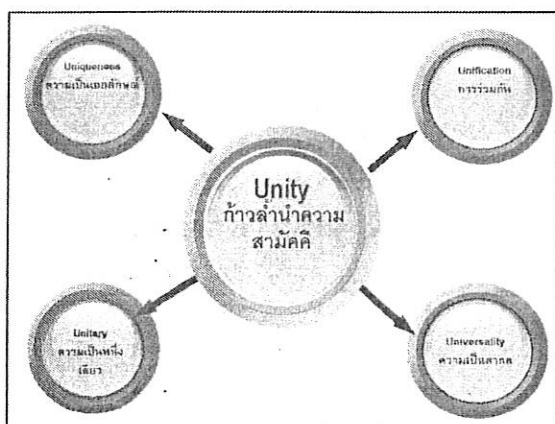 Uniqueness
ความเป็นเอกลักษณ์
Unification
การร่วมกัน
Unity
ก้าวล้ำนำความ
สามัคคี
Unitary
ความเป็นหนึ่ง
เดียว
Universality
ความเป็นสากล